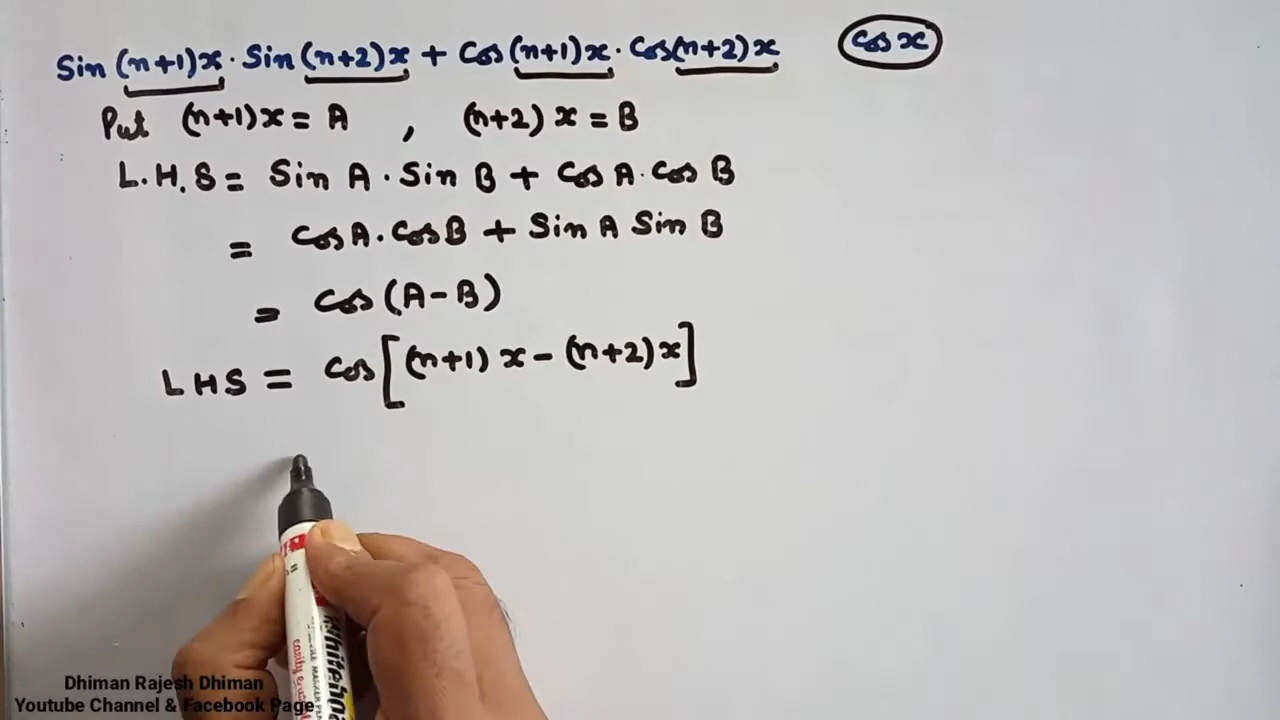 Sin (n+1)x · Sin (n+2)x + Cos (n+1)x · Cos(n+2)x    Cos x
Put (n+1)x = A , (n+2) x = B
L.H.S = Sin A · Sin B + Cos A · Cos B
= Cos A · Cos B + Sin A Sin B
= Cos (A - B)
LHS = Cos [(n+1) x - (n+2) x]
Dhiman Rajesh Dhiman
Youtube Channel & Facebook Page